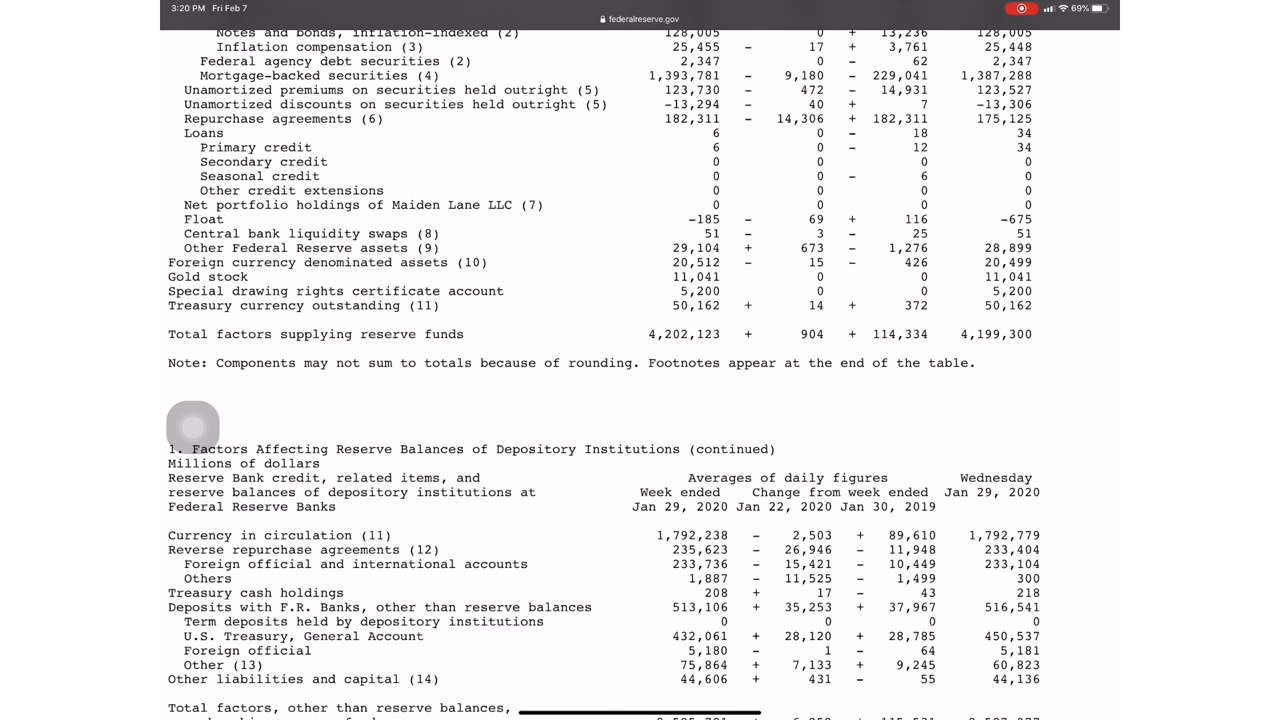 3:20 PM Fri Feb 7 69%
federalreserve.gov
Notes and bonds, inflation-indexed (2) 128,005 0 + 13,236 128,005
Inflation compensation (3) 25,455 - 17 + 3,761 25,448
Federal agency debt securities (2) 2,347 0 - 62 2,347
Mortgage-backed securities (4) 1,393,781 - 9,180 - 229,041 1,387,288
Unamortized premiums on securities held outright (5) 123,730 - 472 - 14,931 123,527
Unamortized discounts on securities held outright (5) -13,294 - 40 + 7 -13,306
Repurchase agreements (6) 182,311 - 14,306 + 182,311 175,125
Loans 6 0 - 18 34
Primary credit 6 0 - 12 34
Secondary credit 0 0 0 0
Seasonal credit 0 0 - 6 0
Other credit extensions 0 0 0 0
Net portfolio holdings of Maiden Lane LLC (7) 0 0 0 0
Float -185 - 69 + 116 -675
Central bank liquidity swaps (8) 51 - 3 - 25 51
Other Federal Reserve assets (9) 29,104 + 673 - 1,276 28,899
Foreign currency denominated assets (10) 20,512 - 15 - 426 20,499
Gold stock 11,041 0 0 11,041
Special drawing rights certificate account 5,200 0 0 5,200
Treasury currency outstanding (11) 50,162 + 14 + 372 50,162
Total factors supplying reserve funds 4,202,123 + 904 + 114,334 4,199,300
Note: Components may not sum to totals because of rounding. Footnotes appear at the end of the table.
1. Factors Affecting Reserve Balances of Depository Institutions (continued)
Millions of dollars
Reserve Bank credit, related items, and Averages of daily figures Wednesday
reserve balances of depository institutions at Week ended Change from week ended Jan 29, 2020
Federal Reserve Banks Jan 29, 2020 Jan 22, 2020 Jan 30, 2019
Currency in circulation (11) 1,792,238 - 2,503 + 89,610 1,792,779
Reverse repurchase agreements (12) 235,623 - 26,946 - 11,948 233,404
Foreign official and international accounts 233,736 - 15,421 - 10,449 233,104
Others 1,887 - 11,525 - 1,499 300
Treasury cash holdings 208 + 17 - 43 218
Deposits with F.R. Banks, other than reserve balances 513,106 + 35,253 + 37,967 516,541
Term deposits held by depository institutions 0 0 0 0
U.S. Treasury, General Account 432,061 + 28,120 + 28,785 450,537
Foreign official 5,180 - 1 - 64 5,181
Other (13) 75,864 + 7,133 + 9,245 60,823
Other liabilities and capital (14) 44,606 + 431 - 55 44,136
Total factors, other than reserve balances,